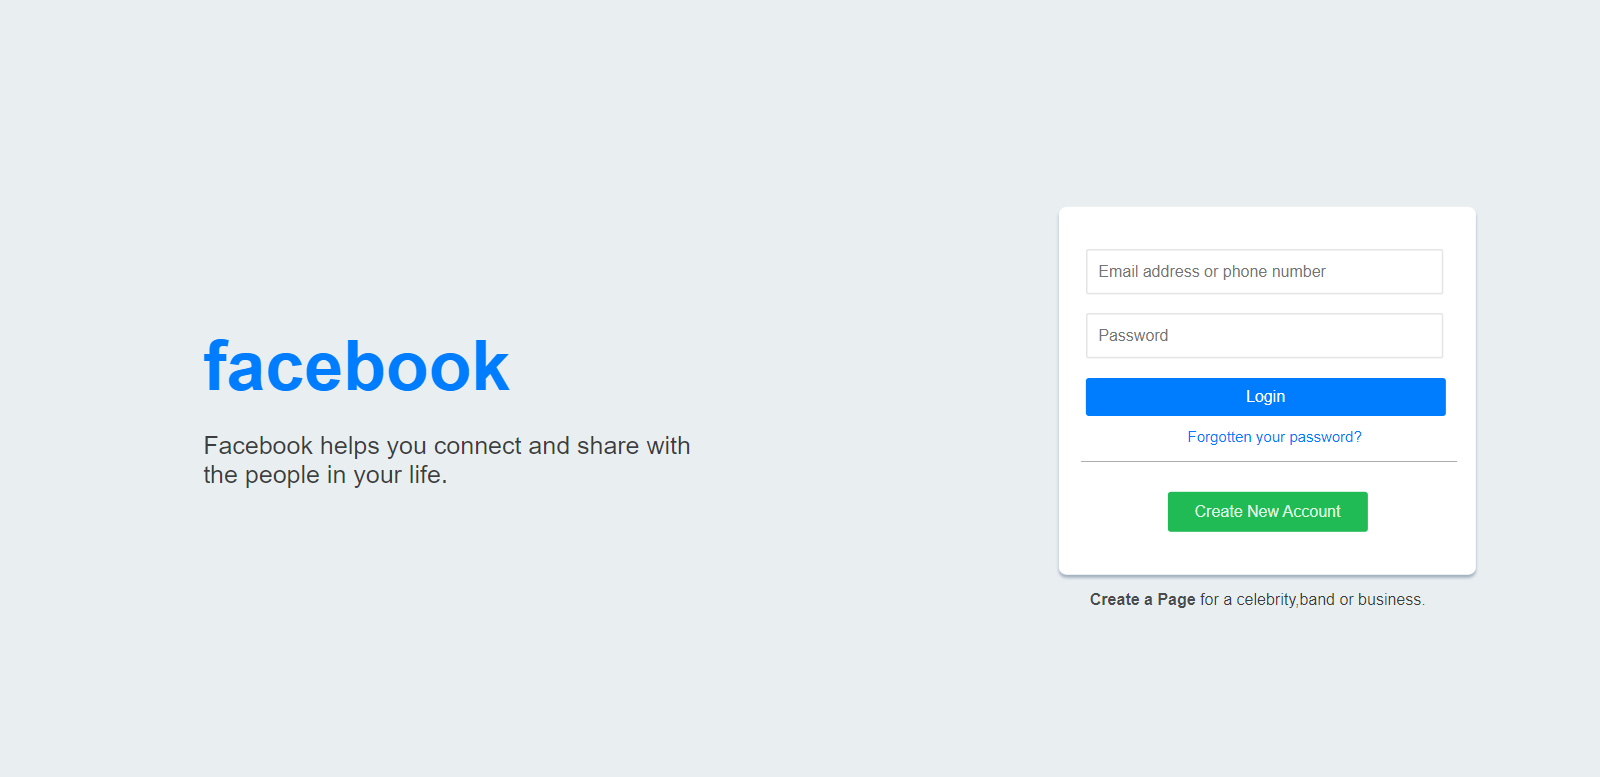 facebook
Facebook helps you connect and share with
the people in your life.
Email address or phone number
Password
Login
Forgotten your password?
Create New Account
Create a Page for a celebrity,band or business.